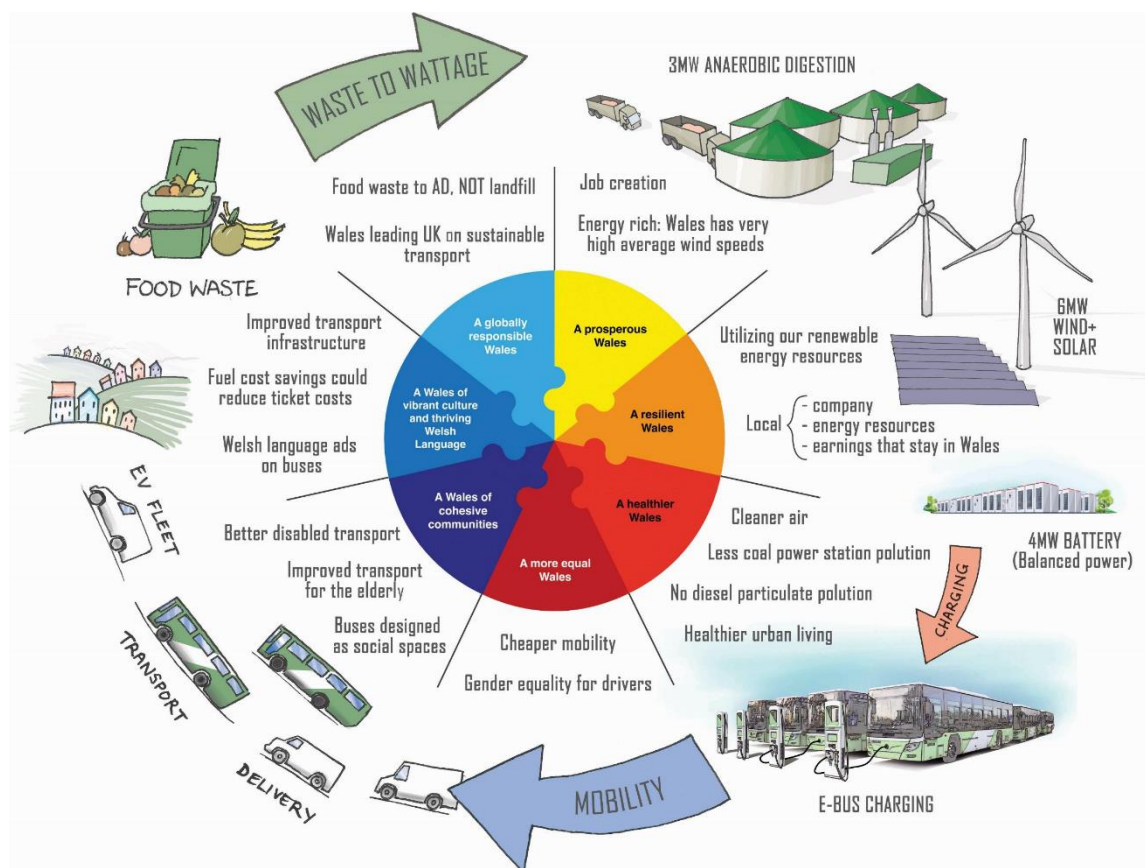 WASTE TO WATTAGE
3MW ANAEROBIC DIGESTION
Food waste to AD, NOT landfill
Wales leading UK on sustainable
transport
Job creation
Energy rich: Wales has very
high average wind speeds
FOOD WASTE
6MW
WIND+
SOLAR
Improved transport
infrastructure
Fuel cost savings could
reduce ticket costs
Welsh language ads
on buses
A globally
responsible
Wales
A prosperous
Wales
Utilizing our renewable
energy resources
Local
- company
- energy resources
- earnings that stay in Wales
A Wales of
vibrant culture
and thriving
Welsh
Language
A resilient
Wales
A Wales of
cohesive
communities
A healthier
Wales
A more equal
Wales
EV FLEET
Better disabled transport
Improved transport
for the elderly
Buses designed
as social spaces
Cleaner air
Less coal power station polution
No diesel particulate polution
Healthier urban living
4MW BATTERY
(Balanced power)
CHARGING
Cheaper mobility
Gender equality for drivers
TRANSPORT
DELIVERY
MOBILITY
E-BUS CHARGING